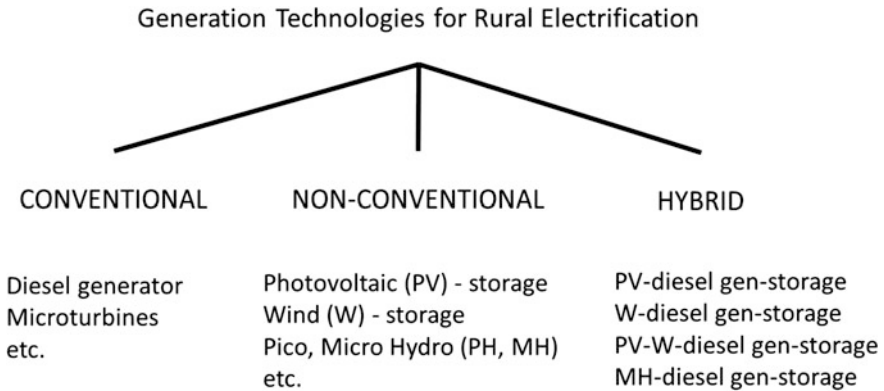 Generation Technologies for Rural Electrification
CONVENTIONAL
NON-CONVENTIONAL
HYBRID
Diesel generator
Microturbines
etc.
Photovoltaic (PV) - storage
Wind (W) - storage
Pico, Micro Hydro (PH, MH)
etc.
PV-diesel gen-storage
W-diesel gen-storage
PV-W-diesel gen-storage
MH-diesel gen-storage